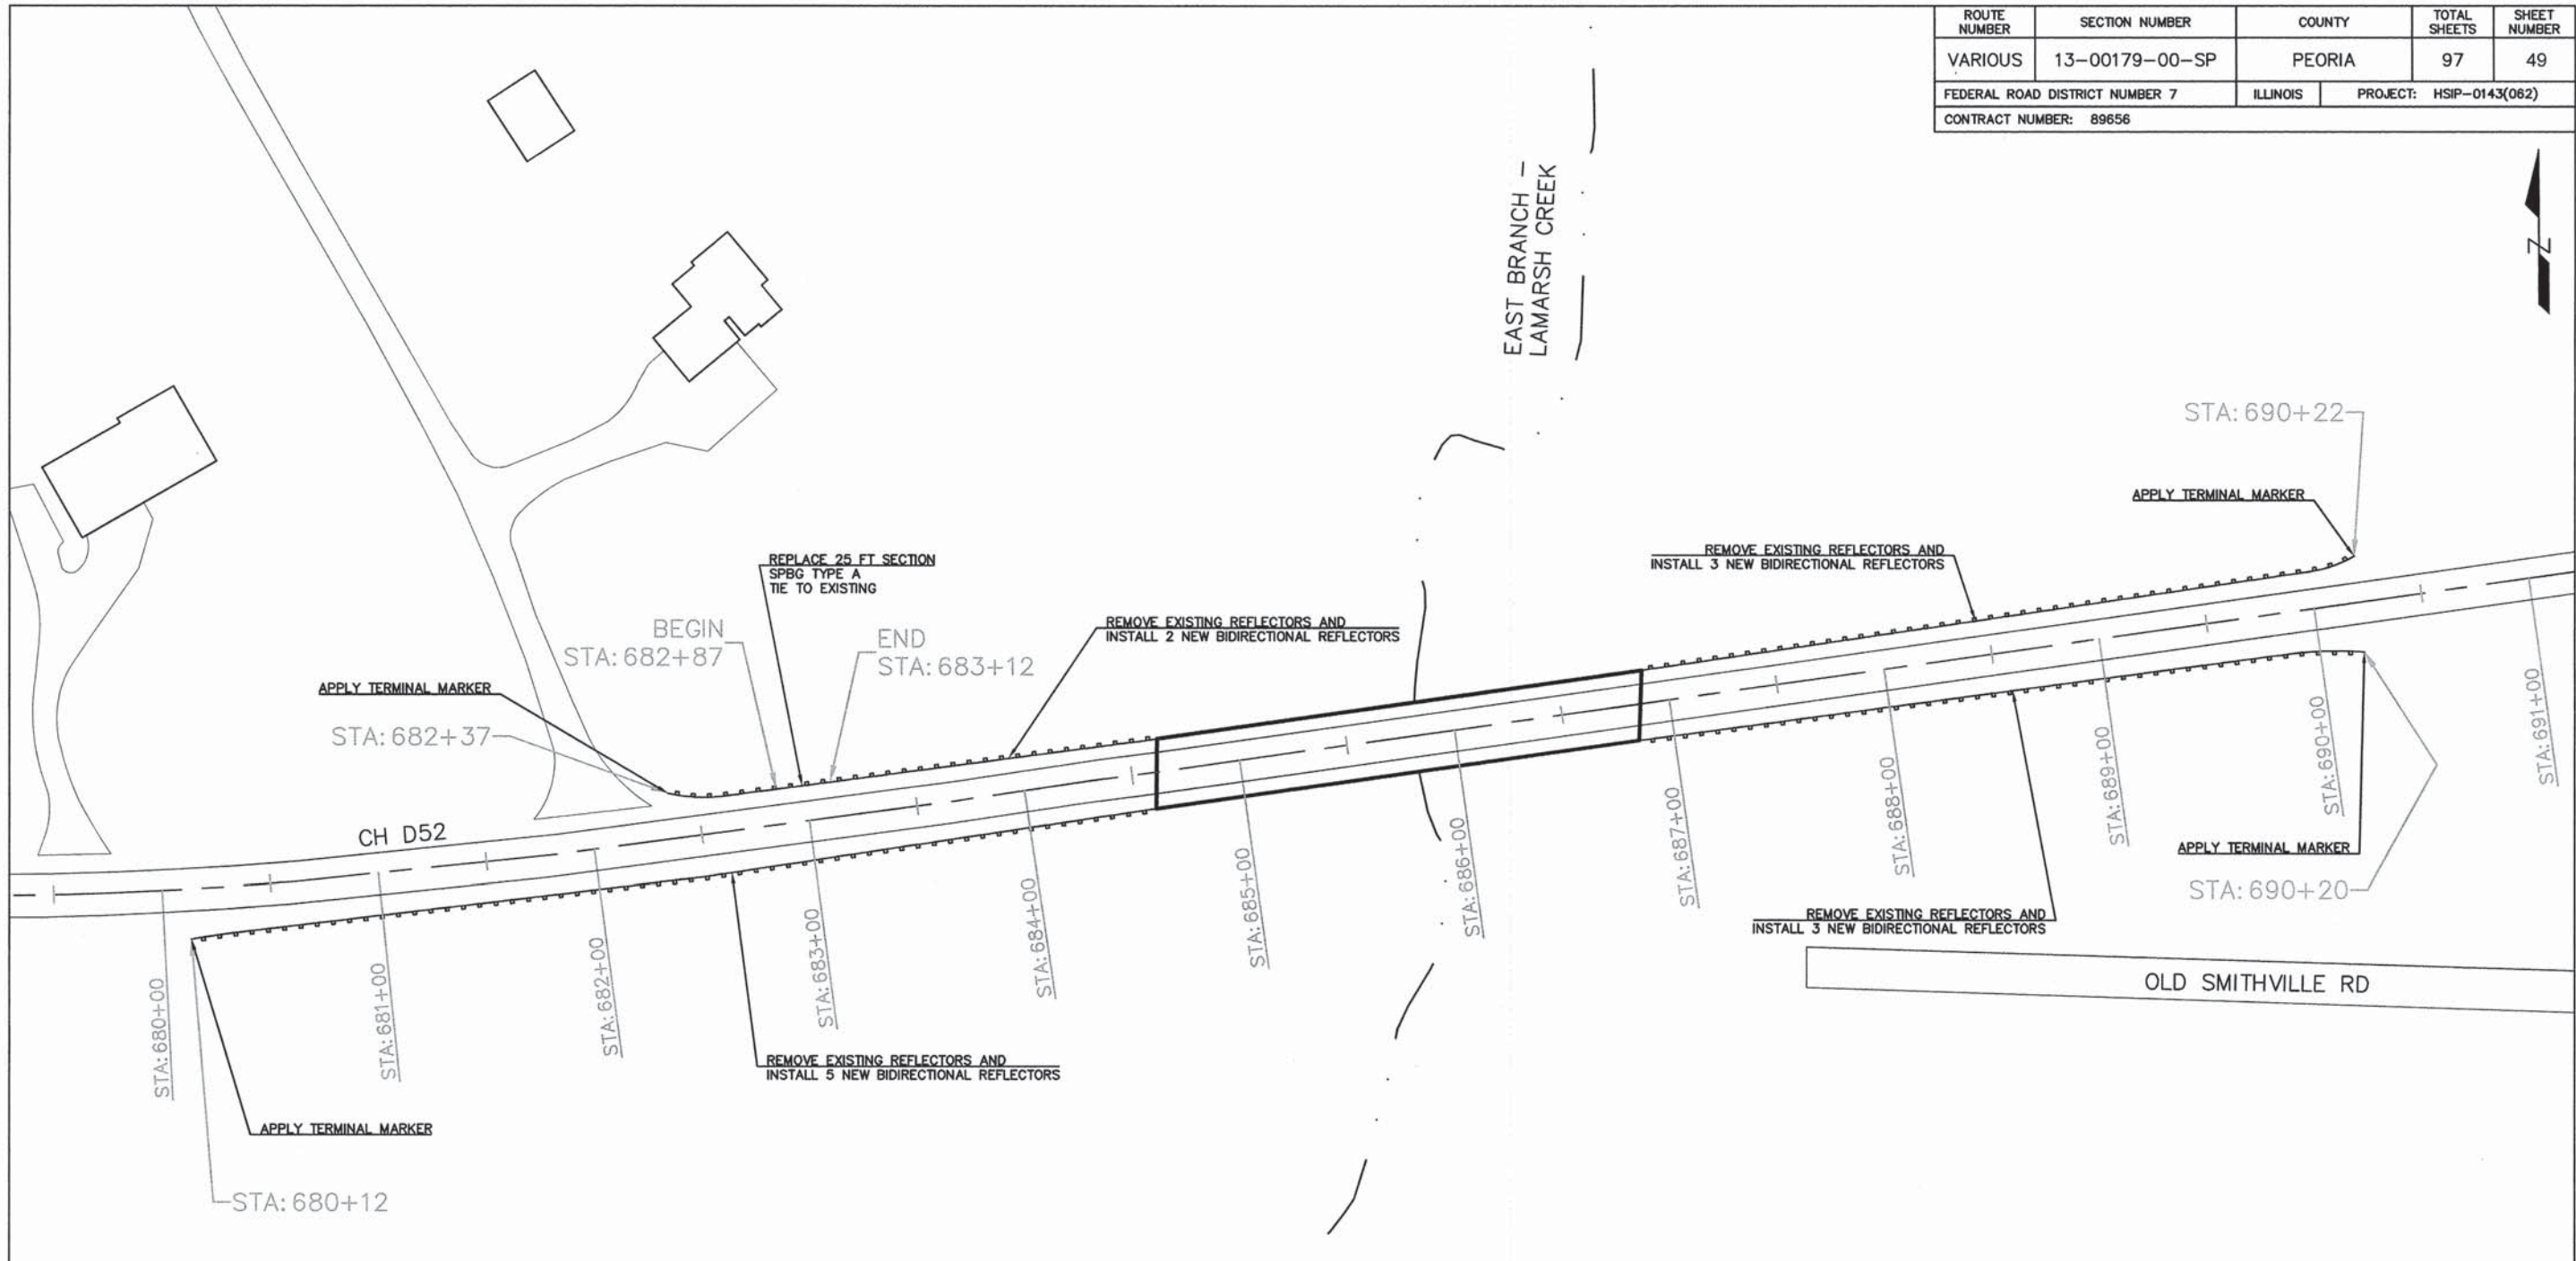 ROUTE NUMBER
SECTION NUMBER
COUNTY
TOTAL SHEETS
SHEET NUMBER
VARIOUS
13-00179-00-SP
PEORIA
97
49
FEDERAL ROAD DISTRICT NUMBER 7
ILLINOIS
PROJECT: HSIP-0143(062)
CONTRACT NUMBER: 89656
N
EAST BRANCH -
LAMARSH CREEK
STA: 690+22
APPLY TERMINAL MARKER
REMOVE EXISTING REFLECTORS AND
INSTALL 3 NEW BIDIRECTIONAL REFLECTORS
REPLACE 25 FT SECTION
SPBG TYPE A
TIE TO EXISTING
BEGIN
STA: 682+87
END
STA: 683+12
REMOVE EXISTING REFLECTORS AND
INSTALL 2 NEW BIDIRECTIONAL REFLECTORS
APPLY TERMINAL MARKER
STA: 682+37
CH D52
STA: 680+00
STA: 681+00
STA: 682+00
STA: 683+00
STA: 684+00
STA: 685+00
STA: 686+00
STA: 687+00
STA: 688+00
STA: 689+00
STA: 690+00
STA: 691+00
APPLY TERMINAL MARKER
STA: 690+20
REMOVE EXISTING REFLECTORS AND
INSTALL 3 NEW BIDIRECTIONAL REFLECTORS
OLD SMITHVILLE RD
REMOVE EXISTING REFLECTORS AND
INSTALL 5 NEW BIDIRECTIONAL REFLECTORS
APPLY TERMINAL MARKER
STA: 680+12